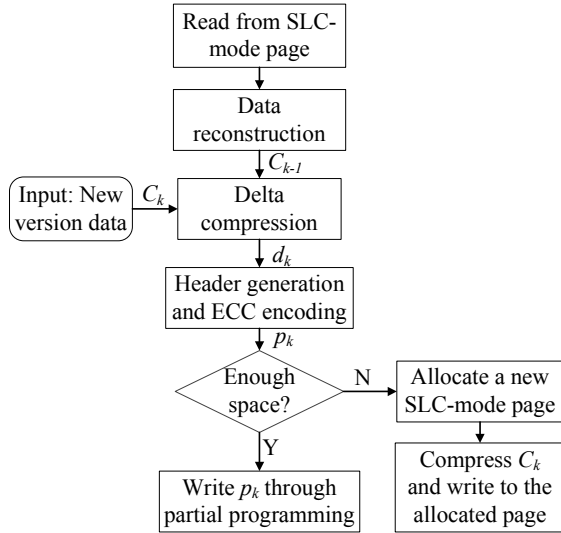 Read from SLC-
mode page
Data
reconstruction
C_{k-1}
Input: New
version data
C_k
Delta
compression
d_k
Header generation
and ECC encoding
p_k
Enough
space?
N
Allocate a new
SLC-mode page
Y
Write p_k through
partial programming
Compress C_k
and write to the
allocated page